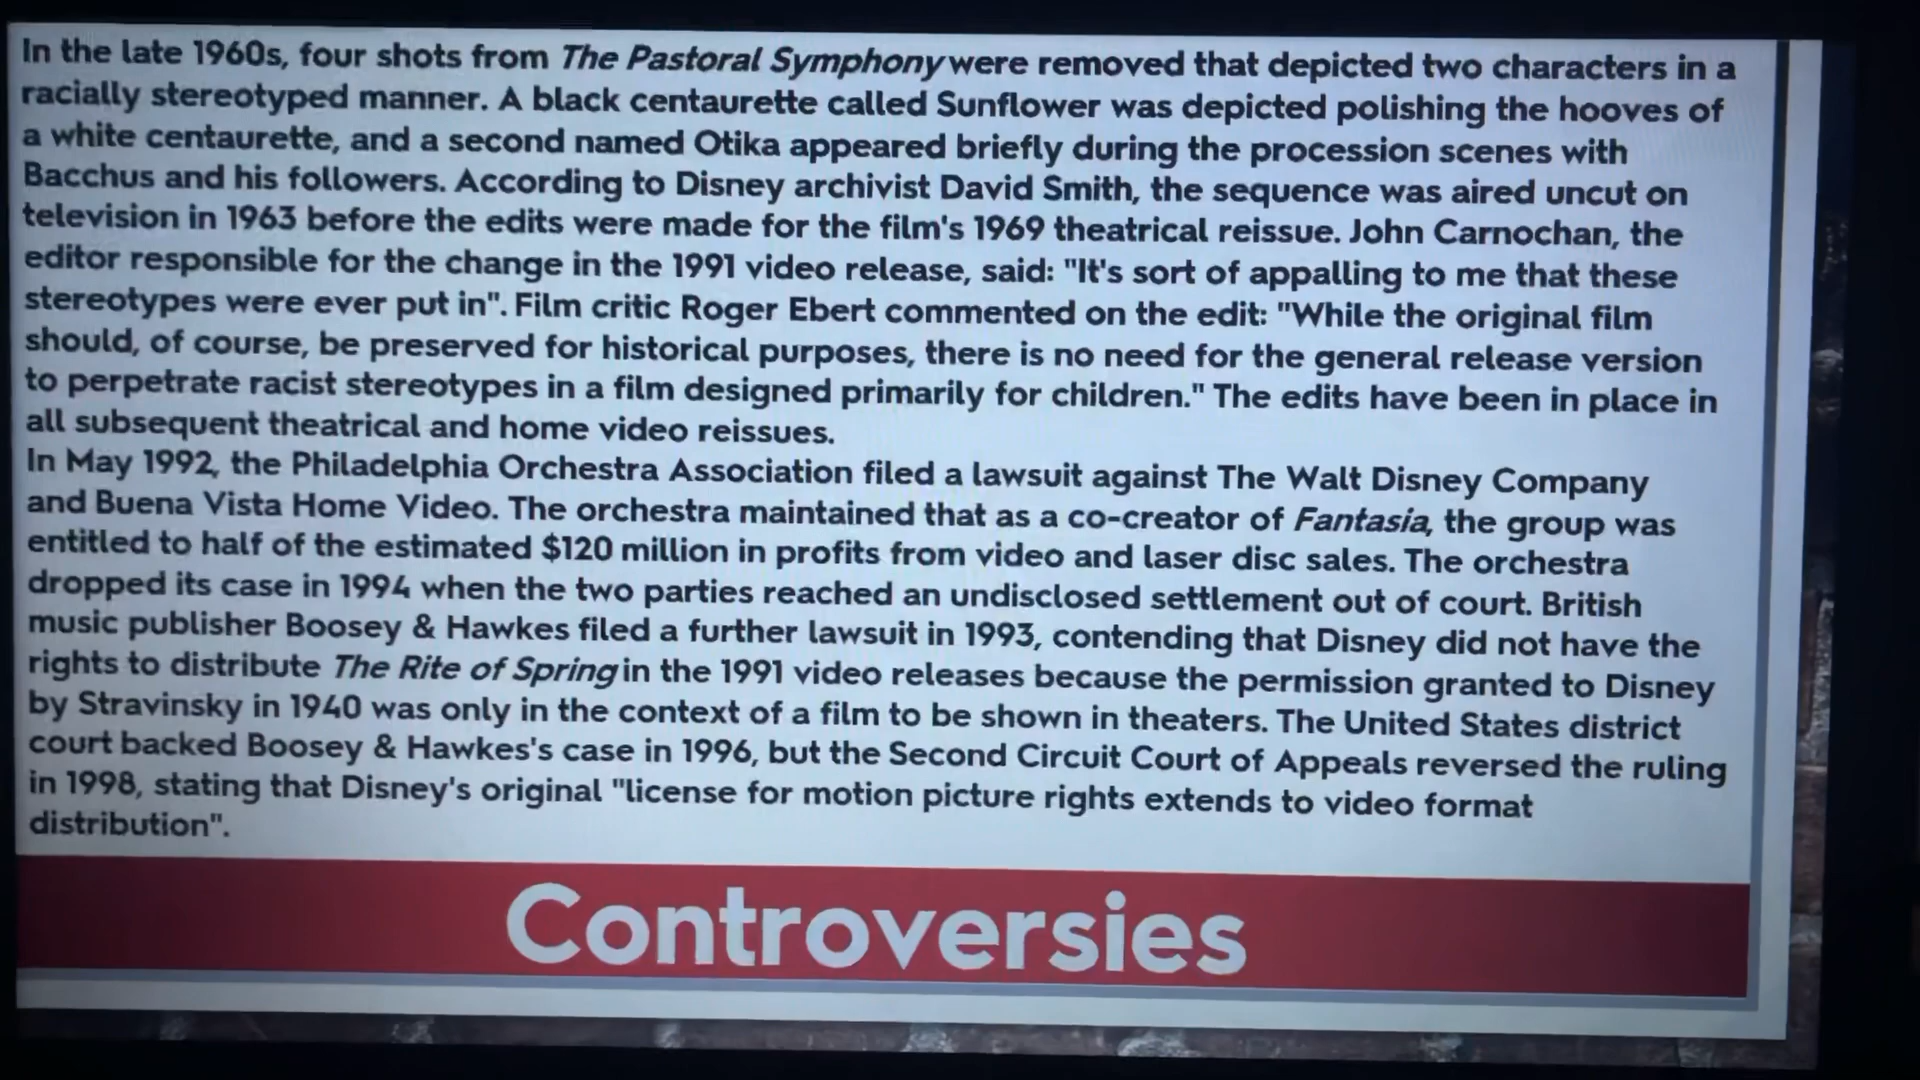 In the late 1960s, four shots from The Pastoral Symphony were removed that depicted two characters in a
racially stereotyped manner. A black centaurette called Sunflower was depicted polishing the hooves of
a white centaurette, and a second named Otika appeared briefly during the procession scenes with
Bacchus and his followers. According to Disney archivist David Smith, the sequence was aired uncut on
television in 1963 before the edits were made for the film's 1969 theatrical reissue. John Carnochan, the
editor responsible for the change in the 1991 video release, said: "It's sort of appalling to me that these
stereotypes were ever put in". Film critic Roger Ebert commented on the edit: "While the original film
should, of course, be preserved for historical purposes, there is no need for the general release version
to perpetrate racist stereotypes in a film designed primarily for children." The edits have been in place in
all subsequent theatrical and home video reissues.
In May 1992, the Philadelphia Orchestra Association filed a lawsuit against The Walt Disney Company
and Buena Vista Home Video. The orchestra maintained that as a co-creator of Fantasia, the group was
entitled to half of the estimated $120 million in profits from video and laser disc sales. The orchestra
dropped its case in 1994 when the two parties reached an undisclosed settlement out of court. British
music publisher Boosey & Hawkes filed a further lawsuit in 1993, contending that Disney did not have the
rights to distribute The Rite of Spring in the 1991 video releases because the permission granted to Disney
by Stravinsky in 1940 was only in the context of a film to be shown in theaters. The United States district
court backed Boosey & Hawkes's case in 1996, but the Second Circuit Court of Appeals reversed the ruling
in 1998, stating that Disney's original "license for motion picture rights extends to video format
distribution".
Controversies